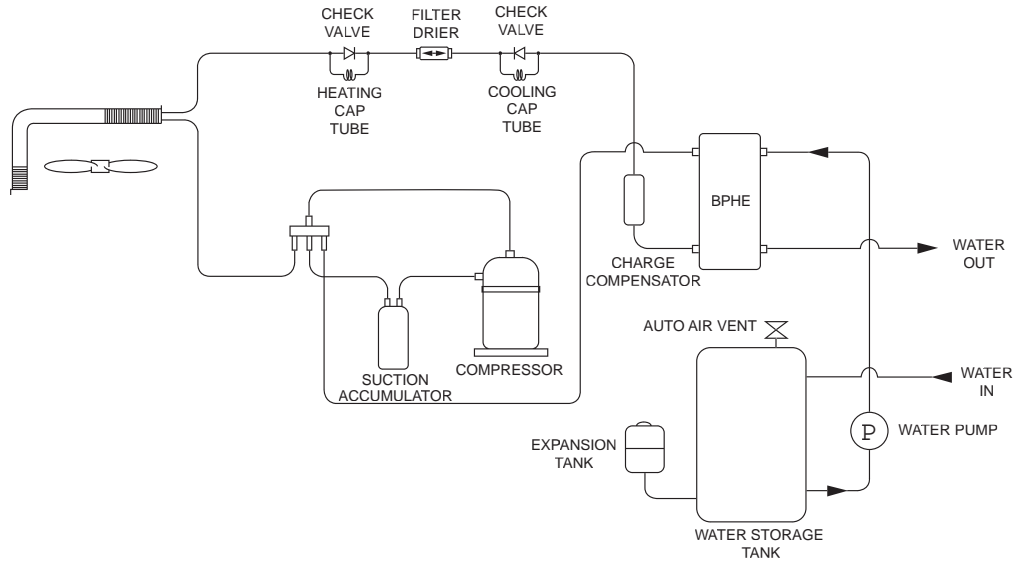 CHECK
VALVE
FILTER
DRIER
CHECK
VALVE
HEATING
CAP
TUBE
COOLING
CAP
TUBE
BPHE
WATER
OUT
CHARGE
COMPENSATOR
AUTO AIR VENT
COMPRESSOR
SUCTION
ACCUMULATOR
WATER
IN
P
WATER PUMP
EXPANSION
TANK
WATER STORAGE
TANK